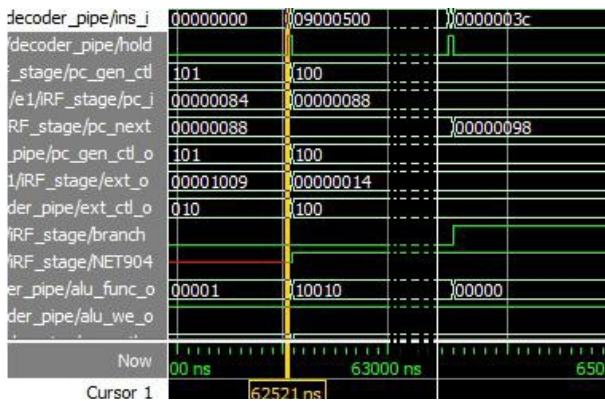 decoder_pipe/ins_i 00000000 09000500 0000003c
/decoder_pipe/hold
F_stage/pc_gen_ctl 101 100
/e1/iRF_stage/pc_i 00000084 00000088
RF_stage/pc_next 00000088 00000098
_pipe/pc_gen_ctl_o 101 100
1/iRF_stage/ext_o 00001009 00000014
der_pipe/ext_ctl_o 010 100
iRF_stage/branch
iRF_stage/NET904
er_pipe/alu_func_o 00001 10010 00000
der_pipe/alu_we_o
Now 00 ns 63000 ns 650
Cursor 1 62521 ns